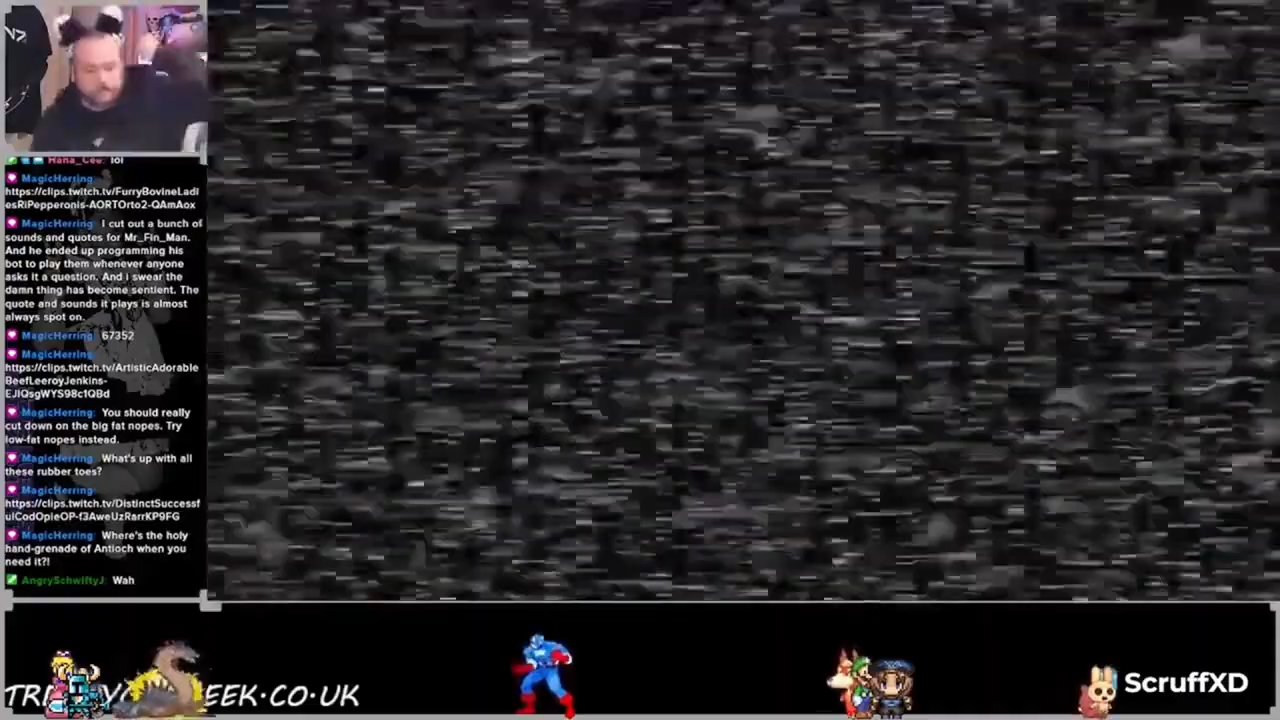 Hana_Cee: lol
MagicHerring:
https://clips.twitch.tv/FurryBovineLadi
esRIPepperonis-AORTOrto2-QAmAox
MagicHerring: I cut out a bunch of
sounds and quotes for Mr_Fin_Man.
And he ended up programming his
bot to play them whenever anyone
asks it a question. And i swear the
damn thing has become sentient. The
quote and sounds it plays is almost
always spot on.
MagicHerring: 67352
MagicHerring:
https://clips.twitch.tv/ArtisticAdorable
BeefLeeroyJenkins-
EJIQsgWYS98c1QBd
MagicHerring: You should really
cut down on the big fat nopes. Try
low-fat nopes instead.
MagicHerring: What's up with all
these rubber toes?
MagicHerring:
https://clips.twitch.tv/DistinctSuccessf
ulCodOpieOP-f3AweUzRarrKP9FG
MagicHerring: Where's the holy
hand-grenade of Antioch when you
need it?!
AngrySchwiftyJ: Wah
EEK.CO.UK
ScruffXD